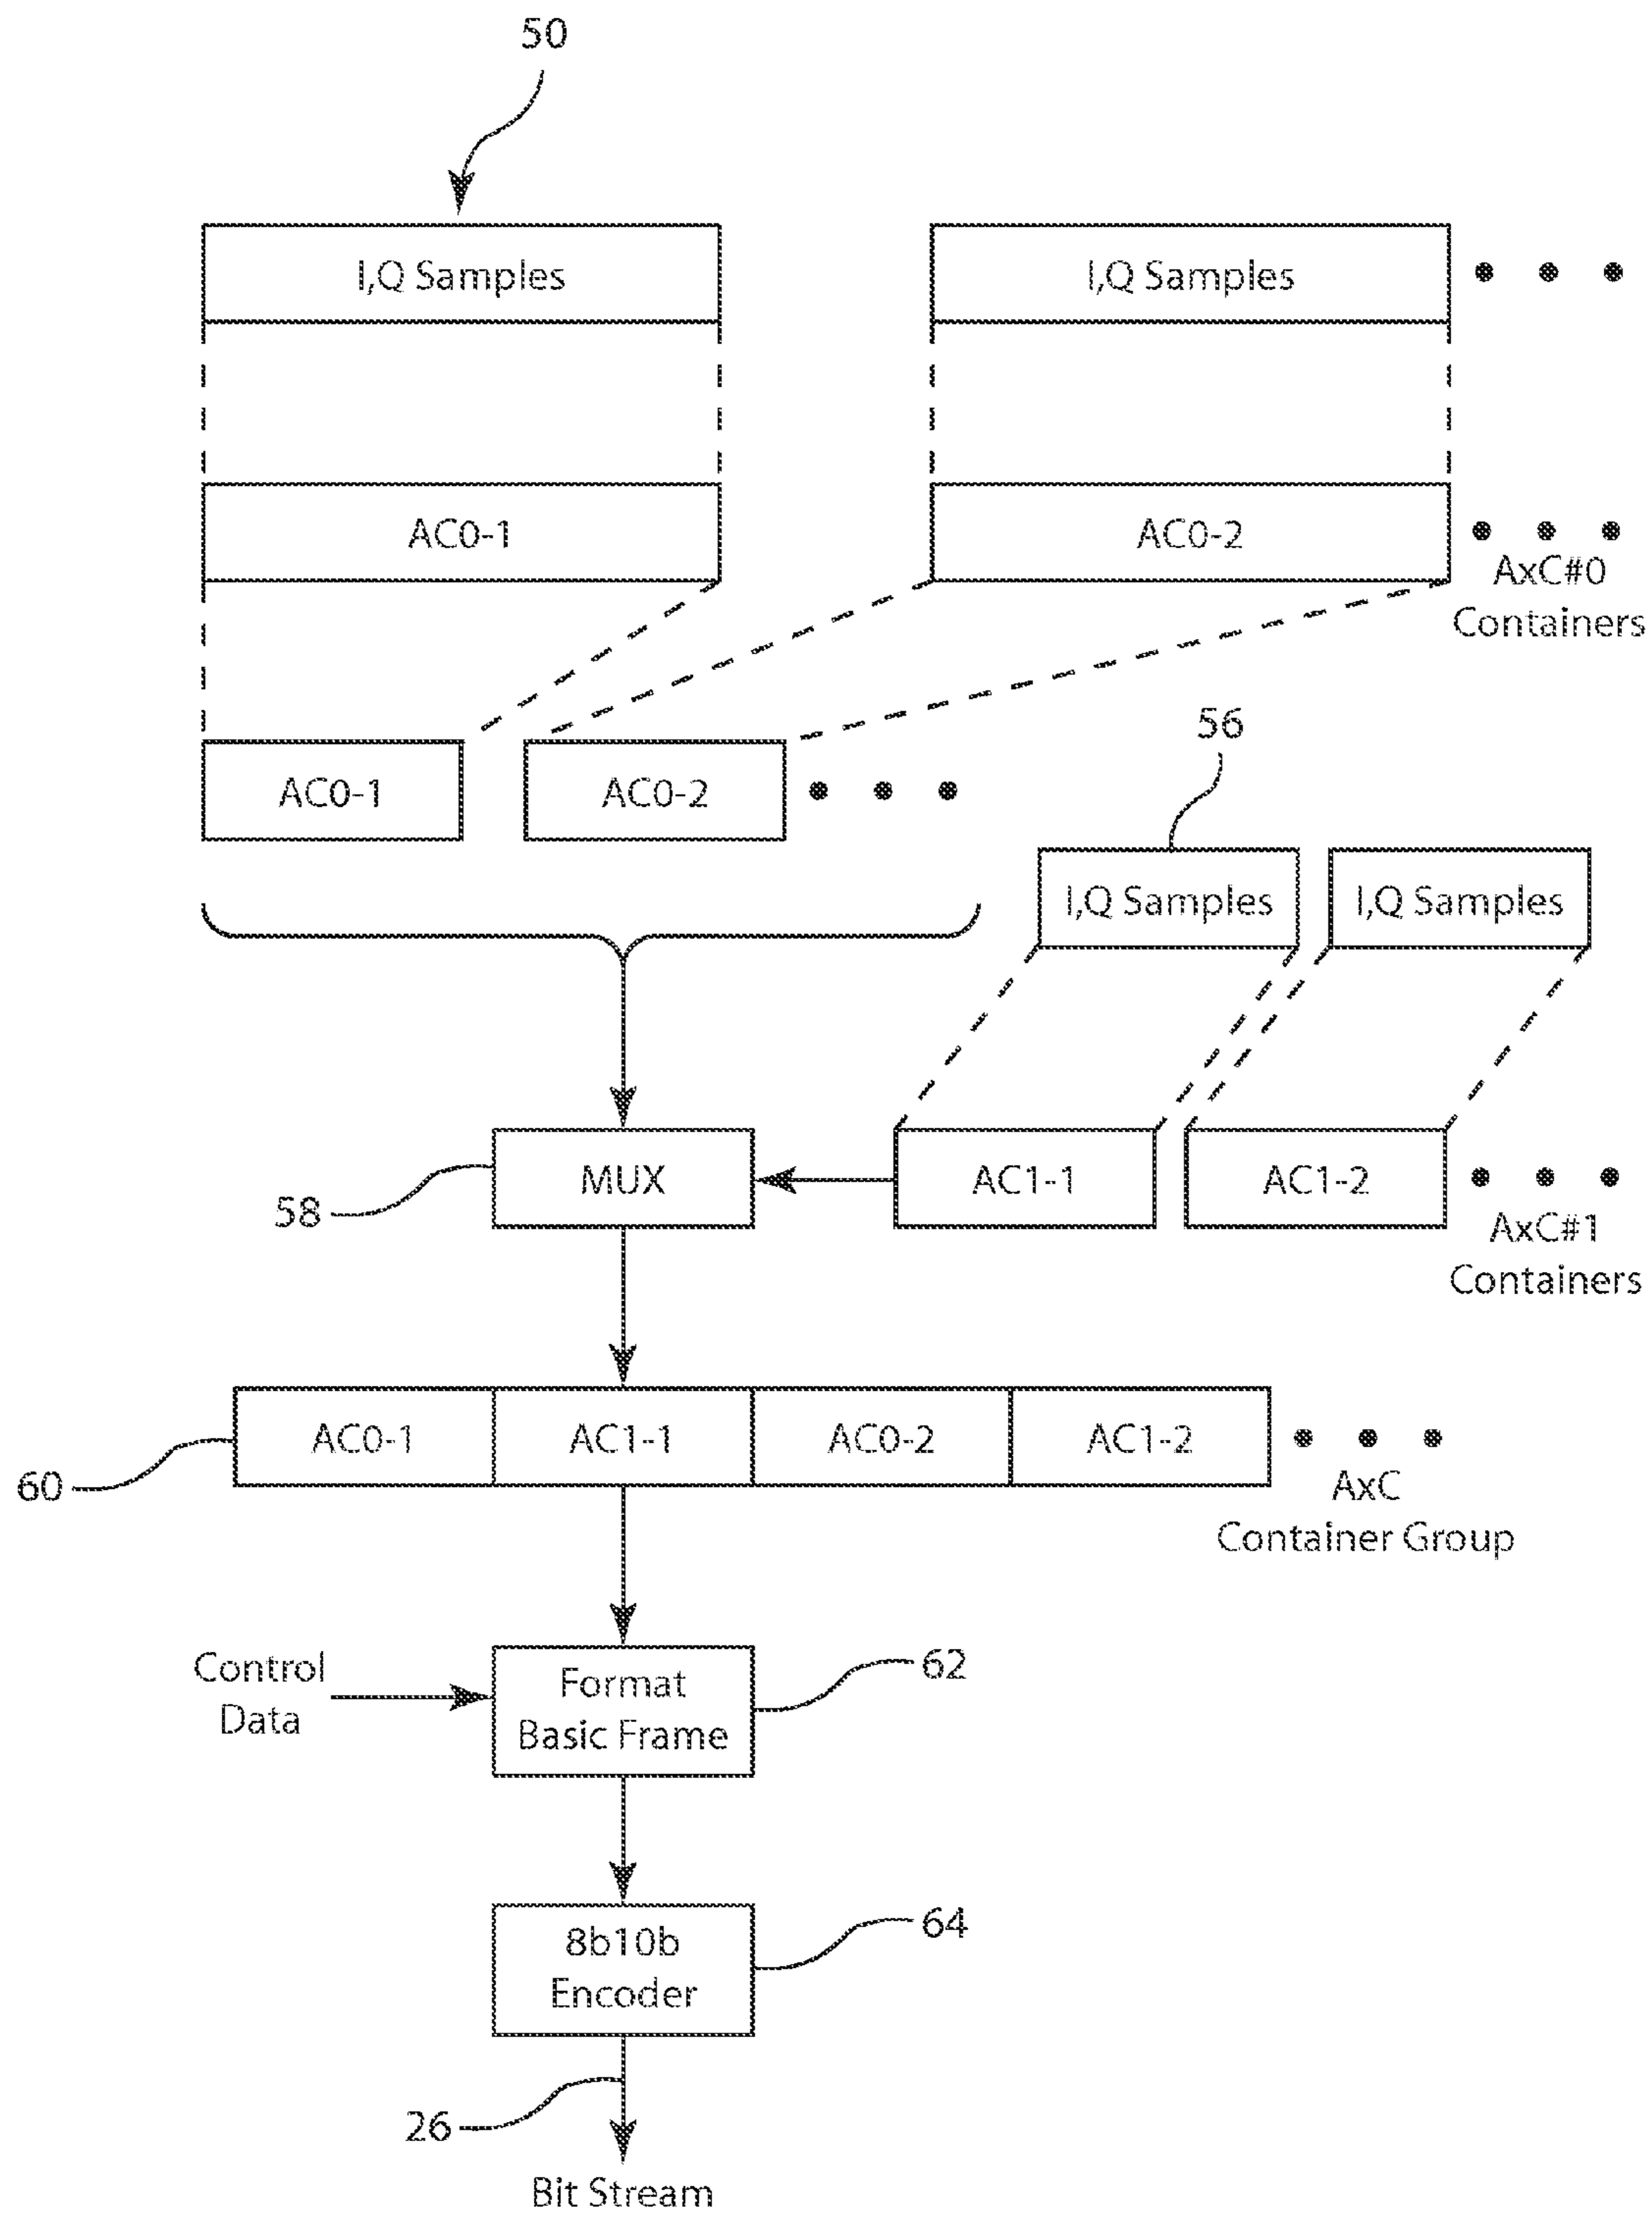 50
I,Q Samples
I,Q Samples
AC0-1
AC0-2
AxC#0
Containers
56
AC0-1
AC0-2
I,Q Samples
I,Q Samples
58
MUX
AC1-1
AC1-2
AxC#1
Containers
60
AC0-1
AC1-1
AC0-2
AC1-2
AxC
Container Group
Control
Data
Format
Basic Frame
62
8b10b
Encoder
64
26
Bit Stream